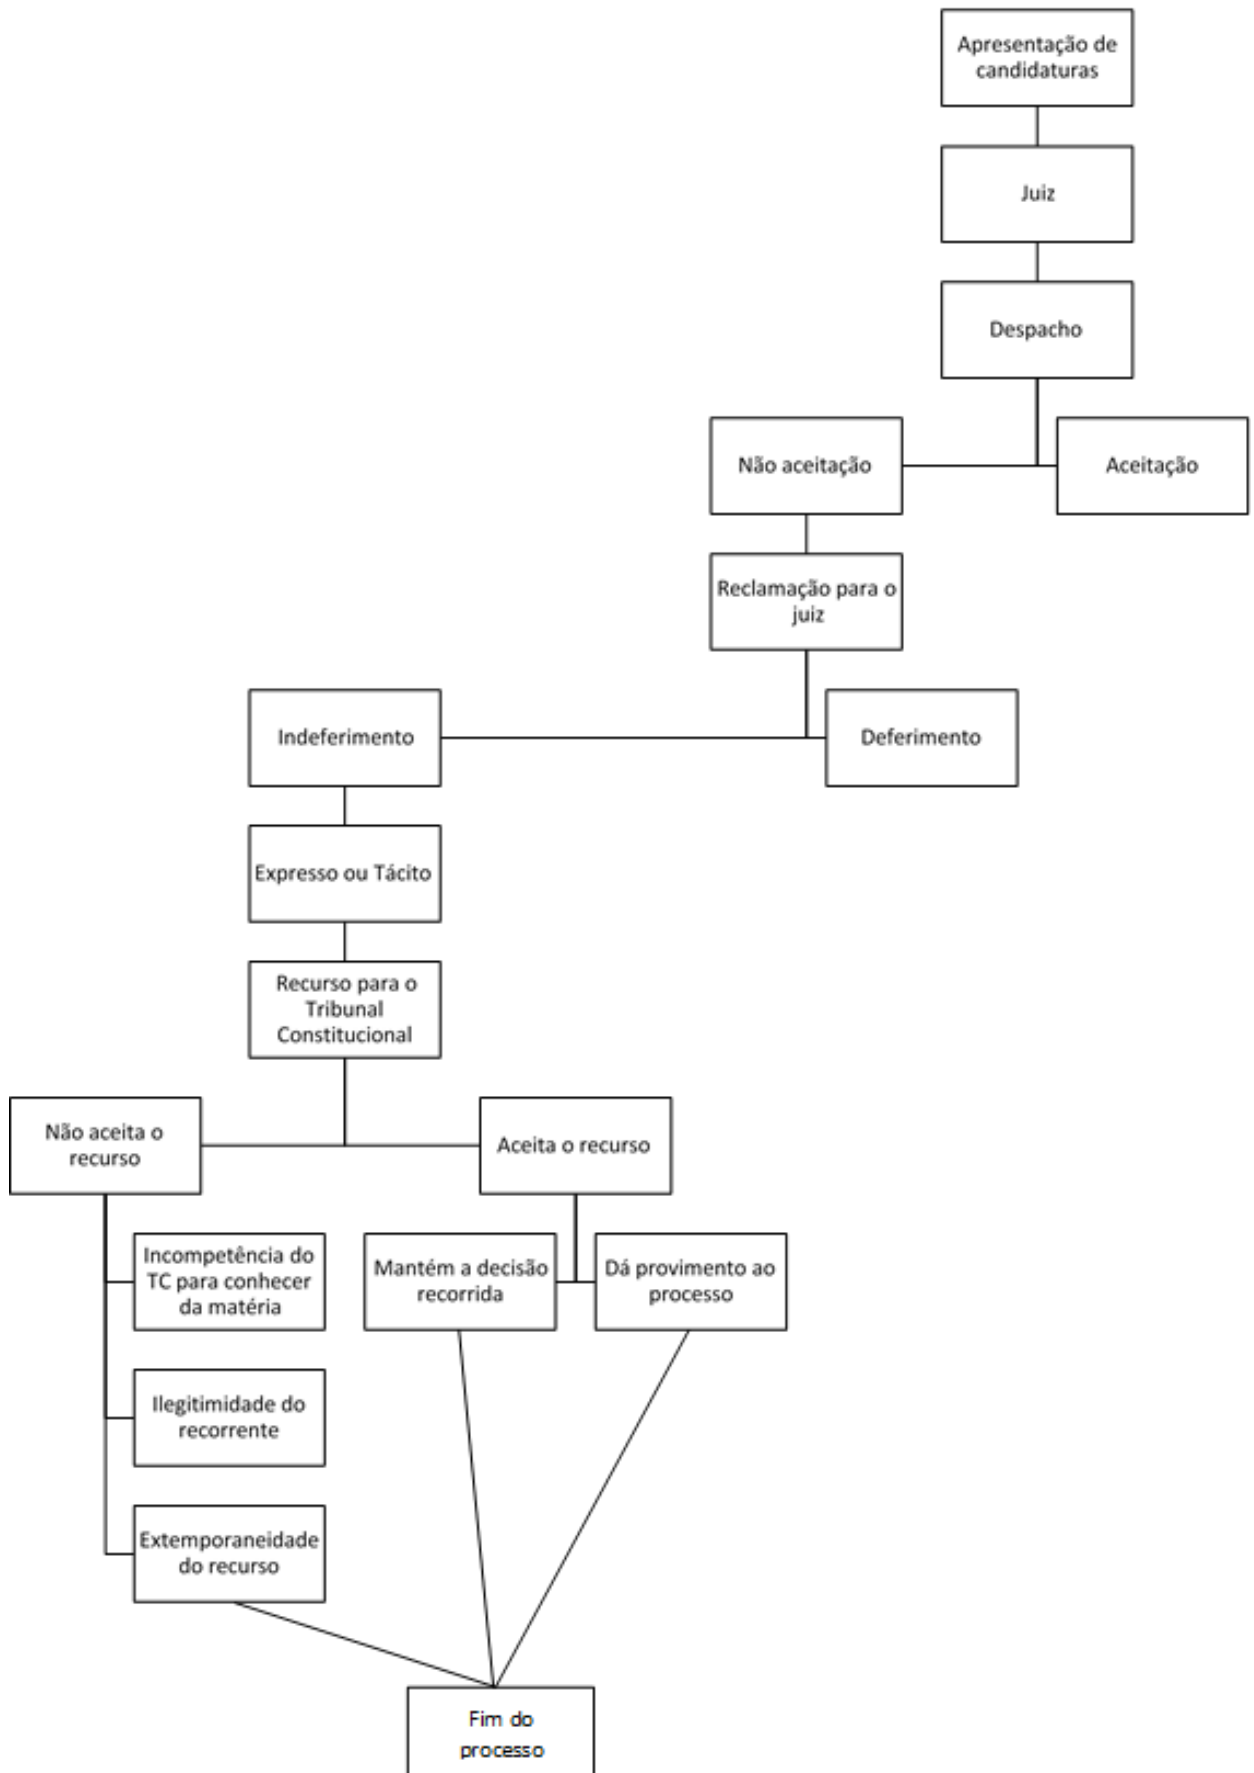 Apresentação de
candidaturas
Juiz
Despacho
Não aceitação
Aceitação
Reclamação para o
juiz
Indeferimento
Deferimento
Expresso ou Tácito
Recurso para o
Tribunal
Constitucional
Não aceita o
recurso
Aceita o recurso
Incompetência do
TC para conhecer
da matéria
Mantém a decisão
recorrida
Dá provimento ao
processo
Ilegitimidade do
recorrente
Extemporaneidade
do recurso
Fim do
processo